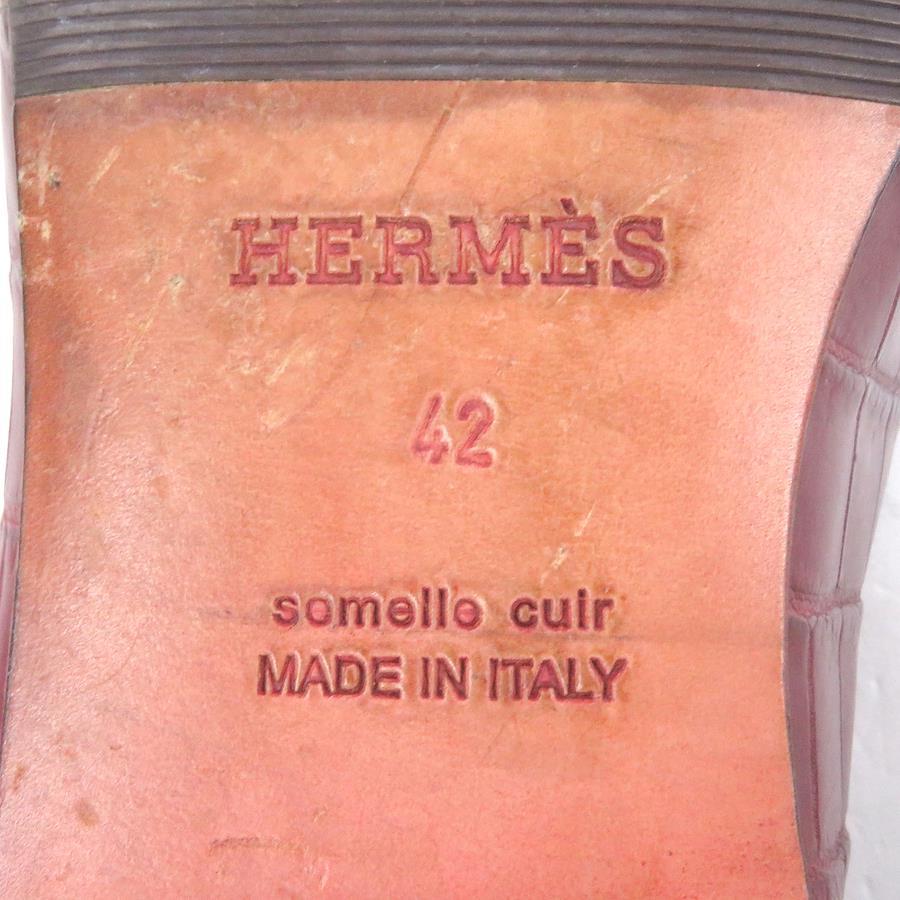 HERMÈS
42
semelle cuir
MADE IN ITALY